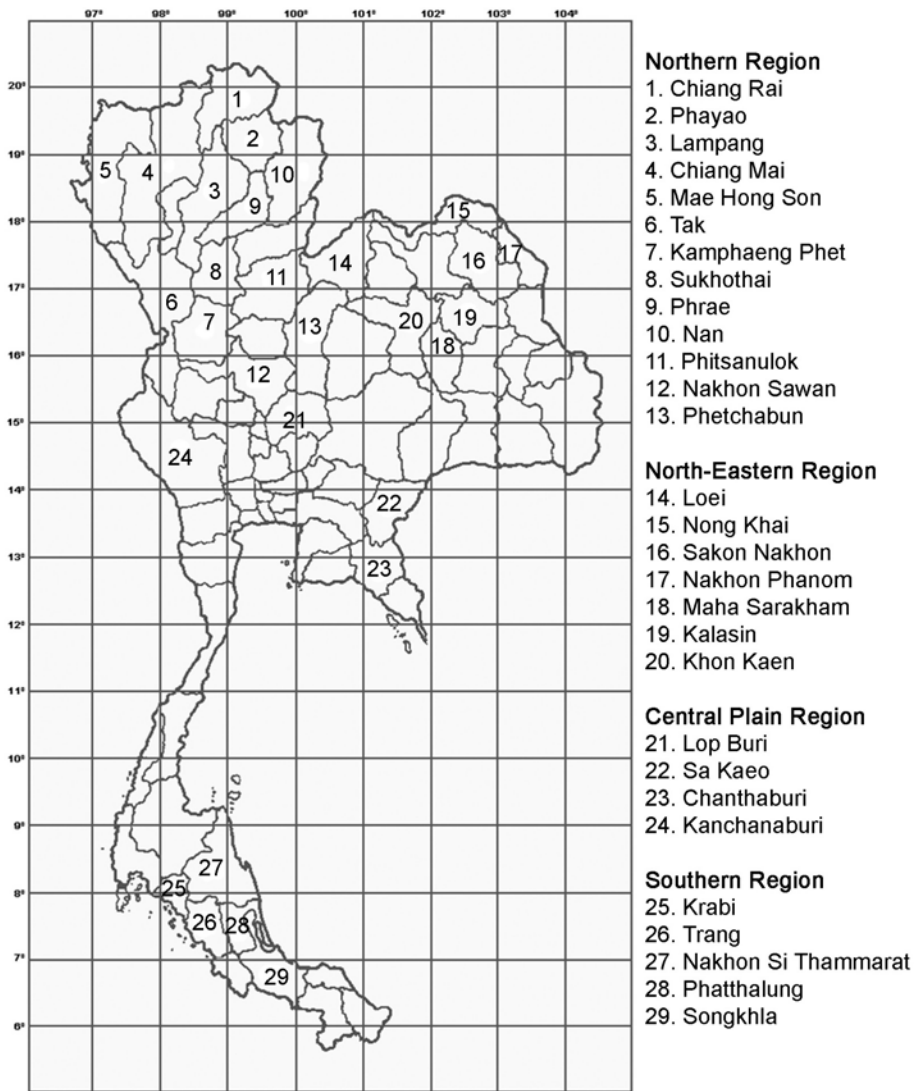 97° 98° 99° 100° 101° 102° 103° 104°
20°
19°
18°
17°
16°
15°
14°
13°
12°
11°
10°
9°
8°
7°
6°
1
2
5
4
3
10
9
15
8
11
14
16
17
6
7
13
20
19
18
12
21
24
22
23
27
25
26
28
29
Northern Region
1. Chiang Rai
2. Phayao
3. Lampang
4. Chiang Mai
5. Mae Hong Son
6. Tak
7. Kamphaeng Phet
8. Sukhothai
9. Phrae
10. Nan
11. Phitsanulok
12. Nakhon Sawan
13. Phetchabun
North-Eastern Region
14. Loei
15. Nong Khai
16. Sakon Nakhon
17. Nakhon Phanom
18. Maha Sarakham
19. Kalasin
20. Khon Kaen
Central Plain Region
21. Lop Buri
22. Sa Kaeo
23. Chanthaburi
24. Kanchanaburi
Southern Region
25. Krabi
26. Trang
27. Nakhon Si Thammarat
28. Phatthalung
29. Songkhla